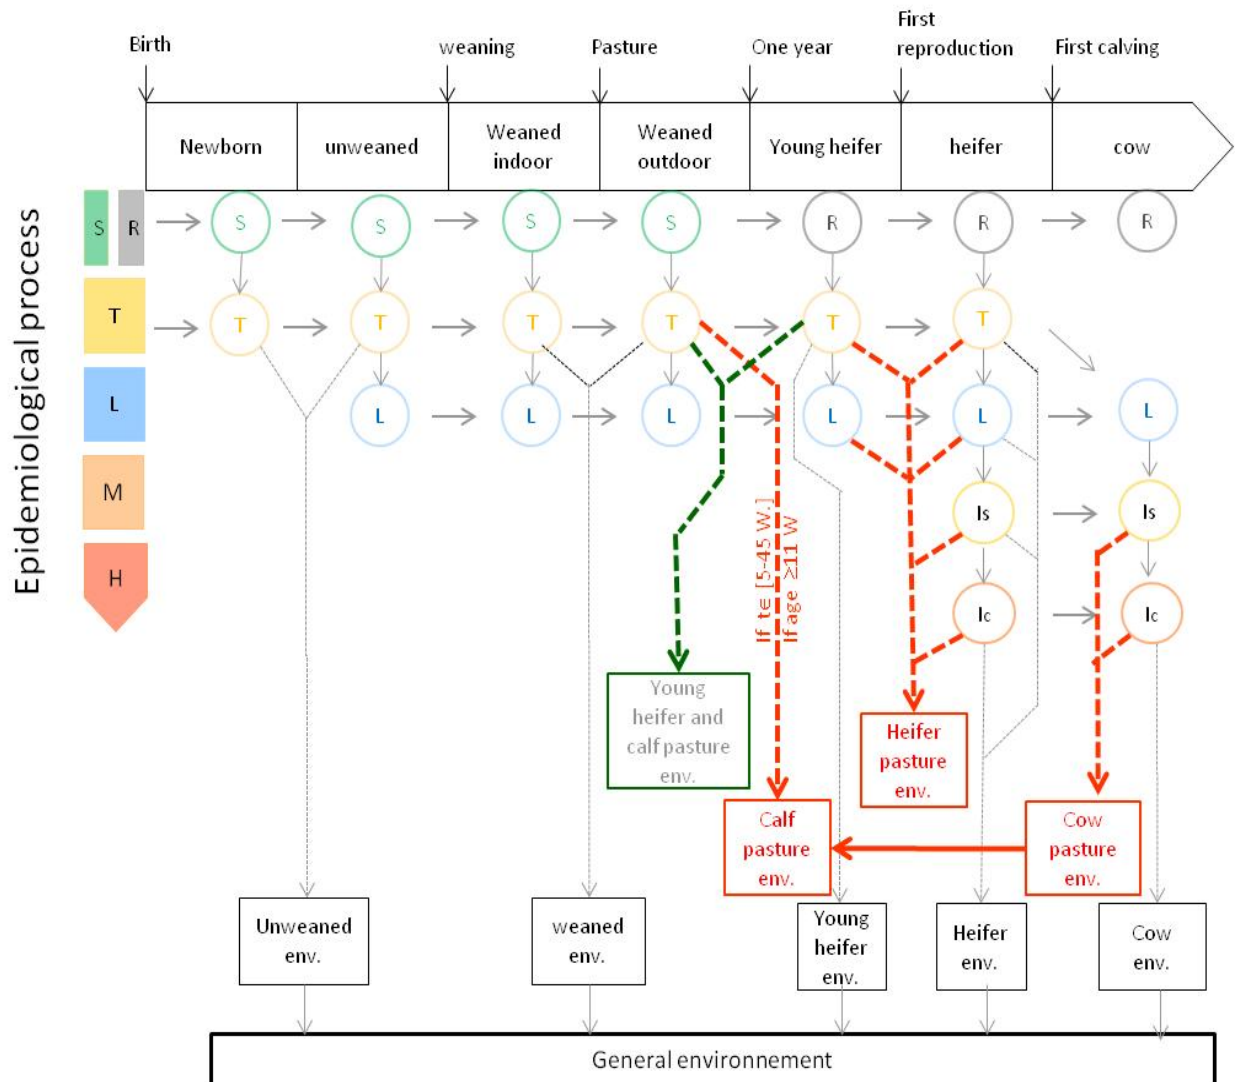 Birth
weaning
Pasture
One year
First
reproduction
First calving
Newborn
unweaned
Weaned
indoor
Weaned
outdoor
Young heifer
heifer
cow
Epidemiological process
S R
S S S S R R R
T
T T T T T T
L
L L L L L
M
Is Is
H
Ic Ic
If tϵ [5-45 W.]
If age ≥11 W
Young
heifer and
calf pasture
env.
Heifer
pasture
env.
Calf
pasture
env.
Cow
pasture
env.
Unweaned
env.
weaned
env.
Young
heifer
env.
Heifer
env.
Cow
env.
General environnement